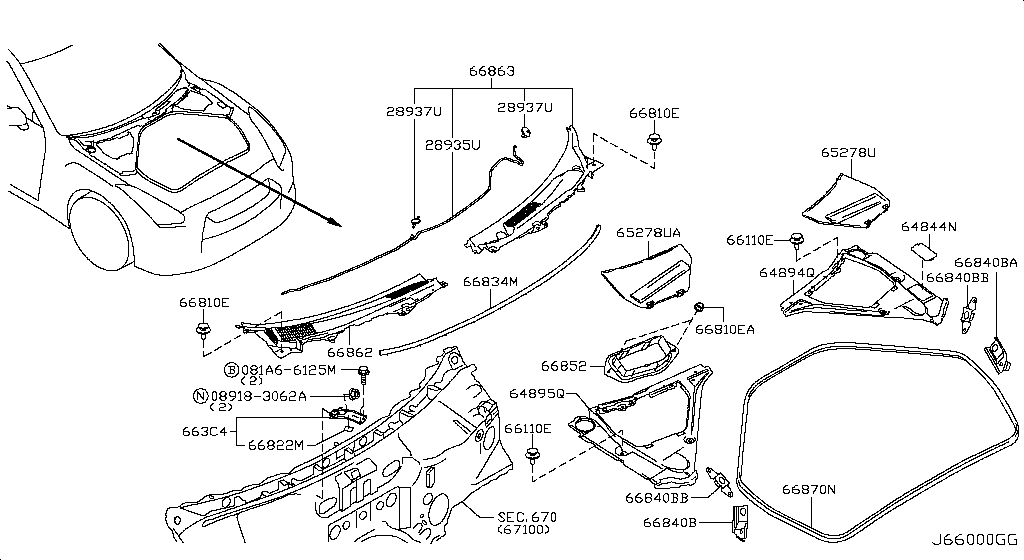 66863
28937U
28937U
66810E
28935U
65278U
65278UA
66110E
64844N
66840BA
64894Q
66840BB
66834M
66810E
66810EA
66862
66852
B 081A6-6125M
(2)
N 08918-3062A
(2)
64895Q
663C4
66822M
66110E
66870N
66840BB
66840B
SEC.670
(67100)
J66000GG